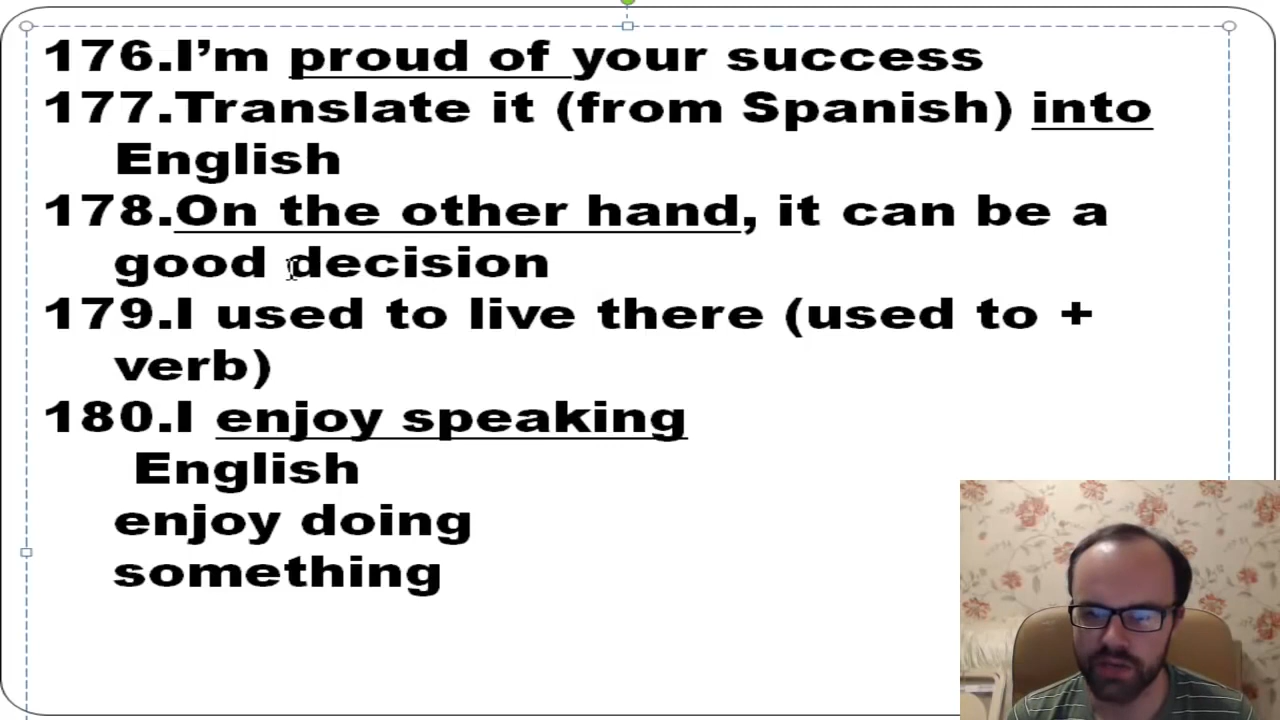 176.I’m proud of your success
177.Translate it (from Spanish) into
English
178.On the other hand, it can be a
good decision
179.I used to live there (used to +
verb)
180.I enjoy speaking
English
enjoy doing
something